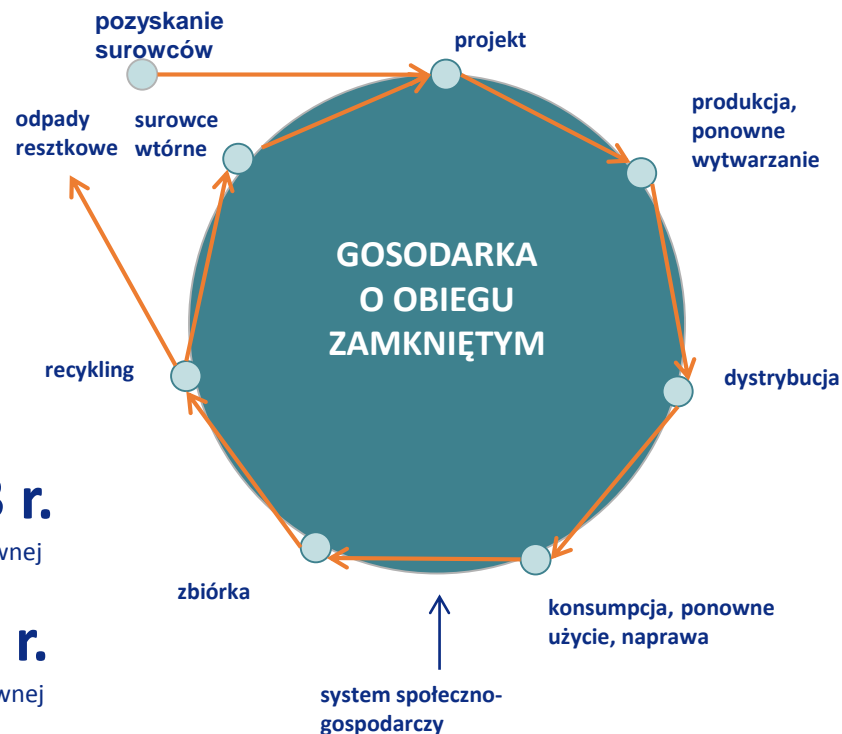 pozyskanie
surowców
projekt
produkcja,
ponowne
wytwarzanie
odpady
resztkowe
surowce
wtórne
GOSODARKA
O OBIEGU
ZAMKNIĘTYM
recykling
dystrybucja
r.
zbiórka
konsumpcja, ponowne
użycie, naprawa
r.
system społeczno-
gospodarczy